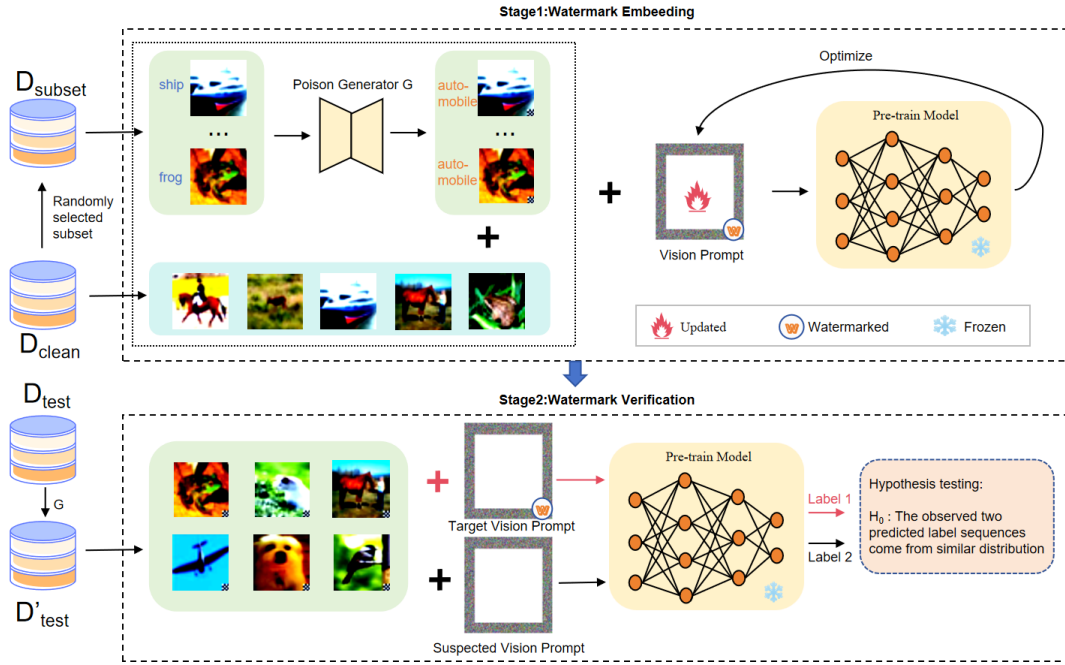 Stage1:Watermark Embeeding
D_subset
ship
Poison Generator G
auto-
mobile
Optimize
Pre-train Model
...
...
frog
auto-
mobile
Randomly
selected
subset
+
+
W
Vision Prompt
Updated
W
Watermarked
Frozen
D_clean
Stage2:Watermark Verification
D_test
G
+
W
Target Vision Prompt
Pre-train Model
Label 1
Label 2
Hypothesis testing:
H_0 : The observed two
predicted label sequences
come from similar distribution
+
D'_test
Suspected Vision Prompt